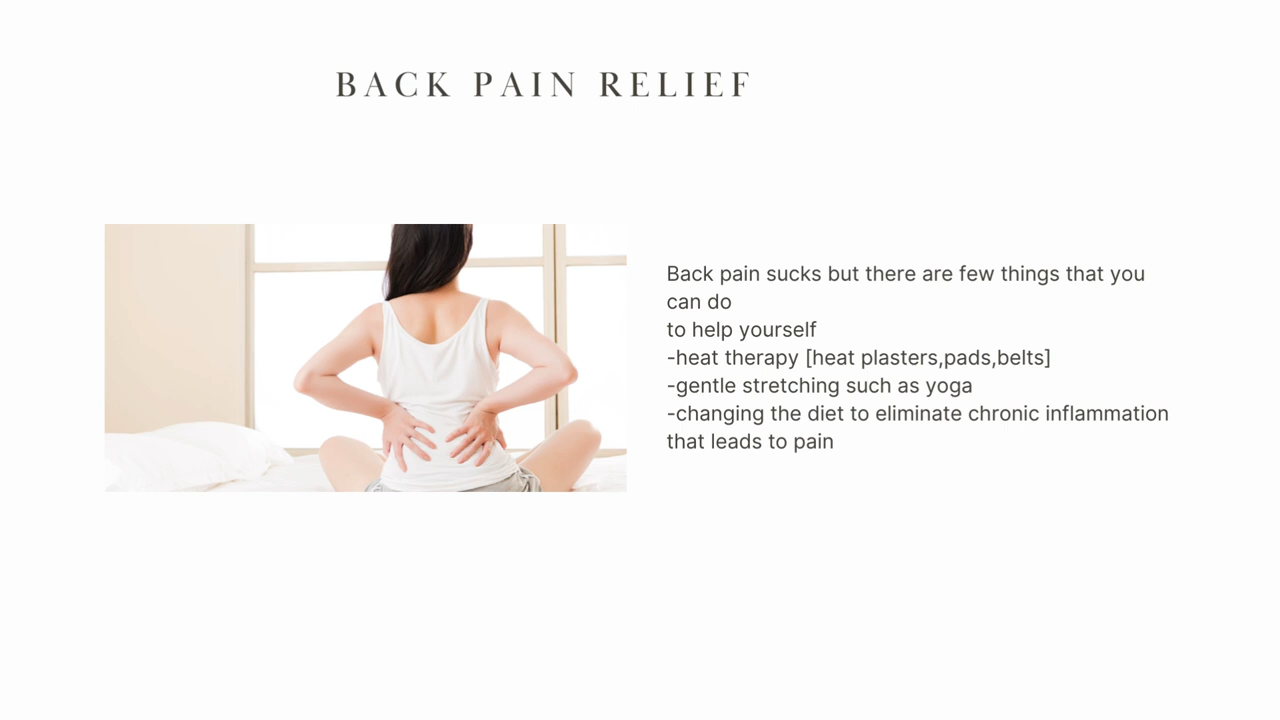 BACK PAIN RELIEF
Back pain sucks but there are few things that you
can do
to help yourself
-heat therapy [heat plasters,pads,belts]
-gentle stretching such as yoga
-changing the diet to eliminate chronic inflammation
that leads to pain